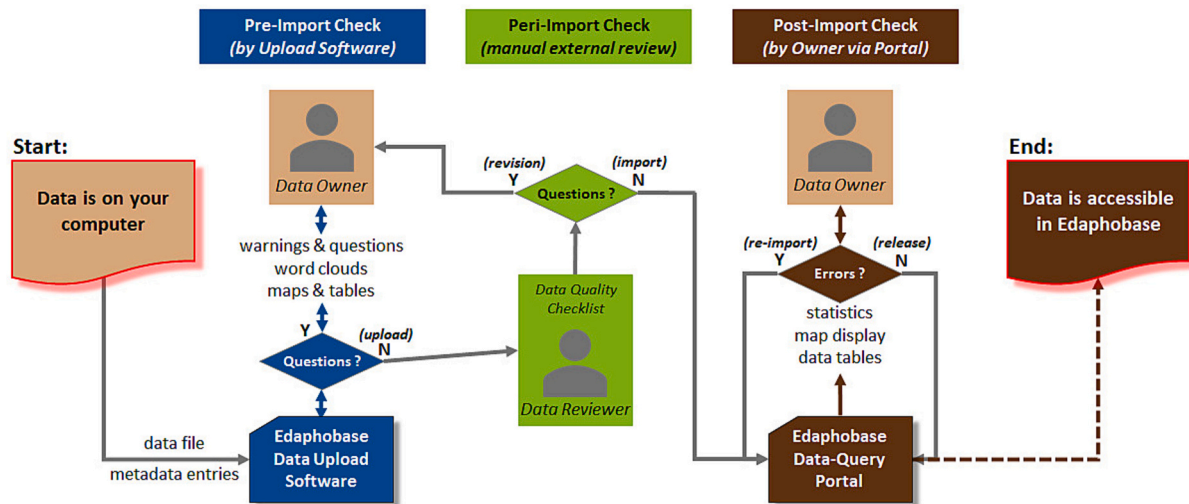 Pre-Import Check
(by Upload Software)
Peri-Import Check
(manual external review)
Post-Import Check
(by Owner via Portal)
Start:
Data is on your
computer
data file
metadata entries
Data Owner
warnings & questions
word clouds
maps & tables
Y
(upload)
N
Questions ?
Edaphobase
Data Upload
Software
(revision)
Y
(import)
N
Questions ?
Data Quality
Checklist
Data Reviewer
Data Owner
(re-import)
Y
(release)
N
Errors ?
statistics
map display
data tables
Edaphobase
Data-Query
Portal
End:
Data is accessible
in Edaphobase